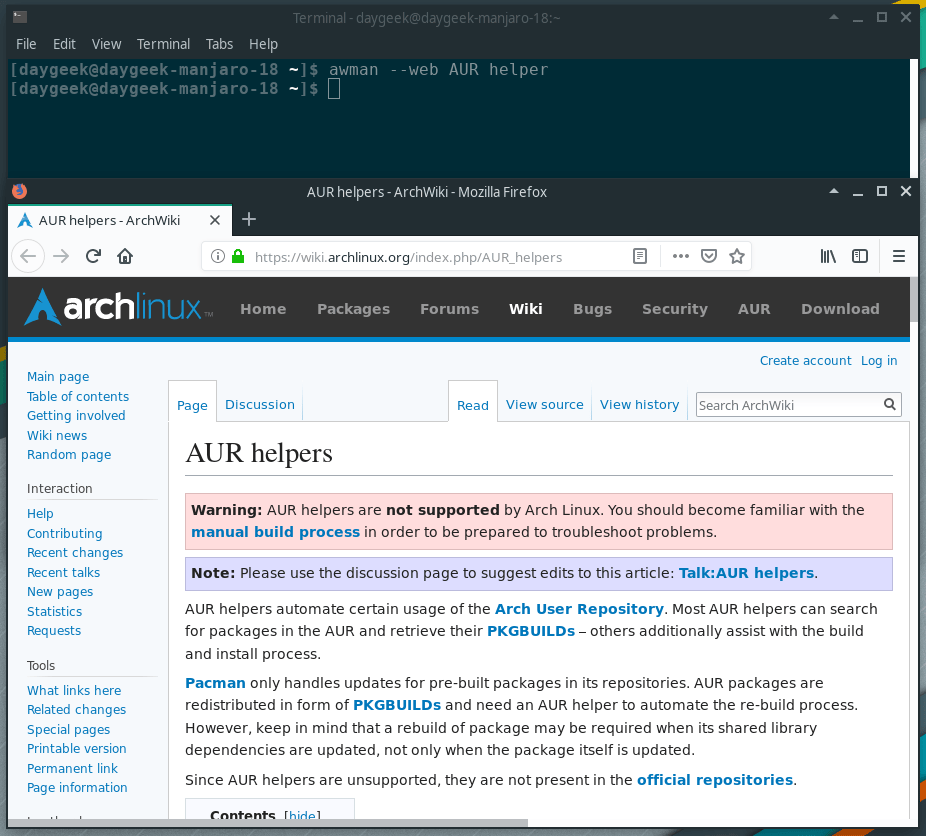 Terminal - daygeek@daygeek-manjaro-18:~
File Edit View Terminal Tabs Help
[daygeek@daygeek-manjaro-18 ~]$ awman --web AUR helper
[daygeek@daygeek-manjaro-18 ~]$
AUR helpers - ArchWiki - Mozilla Firefox
AUR helpers - ArchWiki
https://wiki.archlinux.org/index.php/AUR_helpers
archlinux™ Home Packages Forums Wiki Bugs Security AUR Download
Create account Log in
Main page
Table of contents
Getting involved
Wiki news
Random page
Interaction
Help
Contributing
Recent changes
Recent talks
New pages
Statistics
Requests
Tools
What links here
Related changes
Special pages
Printable version
Permanent link
Page information
Page Discussion Read View source View history Search ArchWiki
AUR helpers
Warning: AUR helpers are not supported by Arch Linux. You should become familiar with the
manual build process in order to be prepared to troubleshoot problems.
Note: Please use the discussion page to suggest edits to this article: Talk:AUR helpers.
AUR helpers automate certain usage of the Arch User Repository. Most AUR helpers can search
for packages in the AUR and retrieve their PKGBUILDs – others additionally assist with the build
and install process.
Pacman only handles updates for pre-built packages in its repositories. AUR packages are
redistributed in form of PKGBUILDs and need an AUR helper to automate the re-build process.
However, keep in mind that a rebuild of package may be required when its shared library
dependencies are updated, not only when the package itself is updated.
Since AUR helpers are unsupported, they are not present in the official repositories.
Contents [hide]